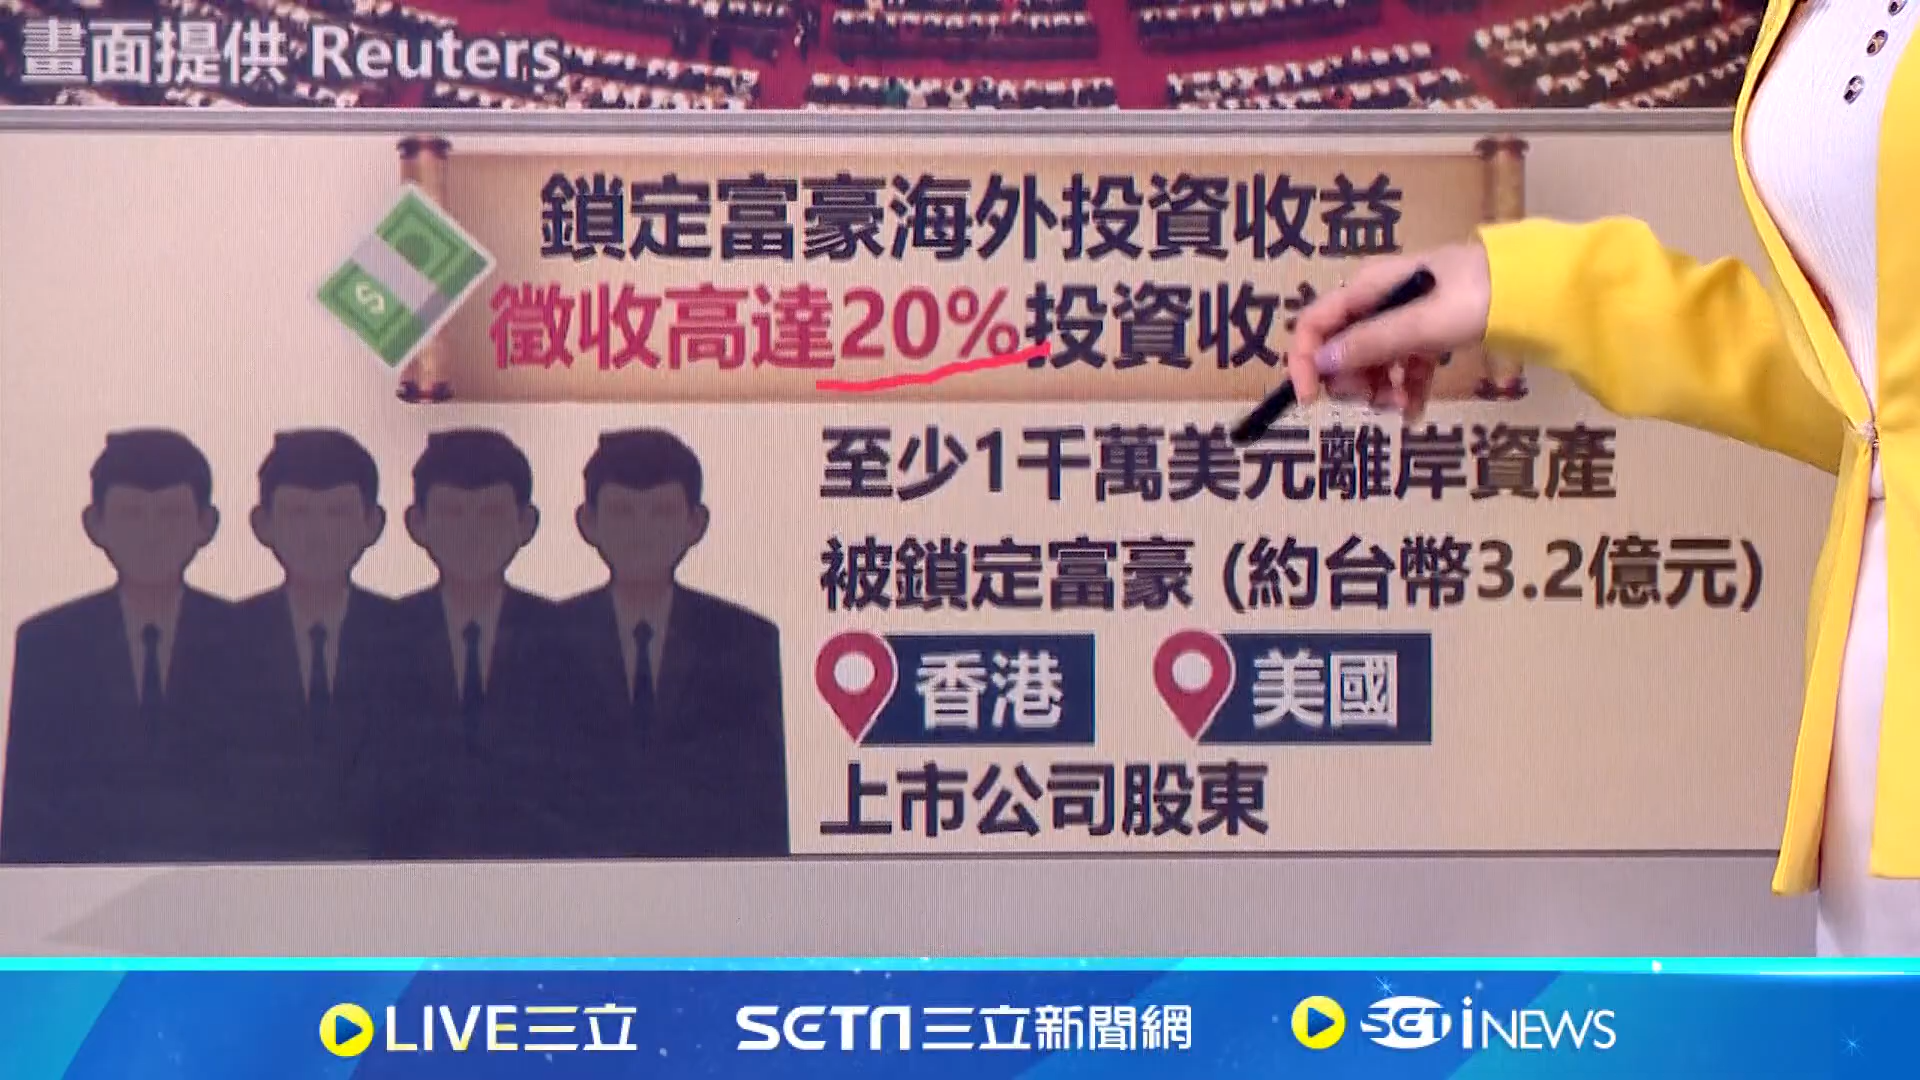 畫面提供 Reuters
鎖定富豪海外投資收益
徵收高達20%投資收
至少1千萬美元離岸資產
被鎖定富豪 (約台幣3.2億元)
香港 美國
上市公司股東
LIVE三立 SETN三立新聞網 SET iNEWS